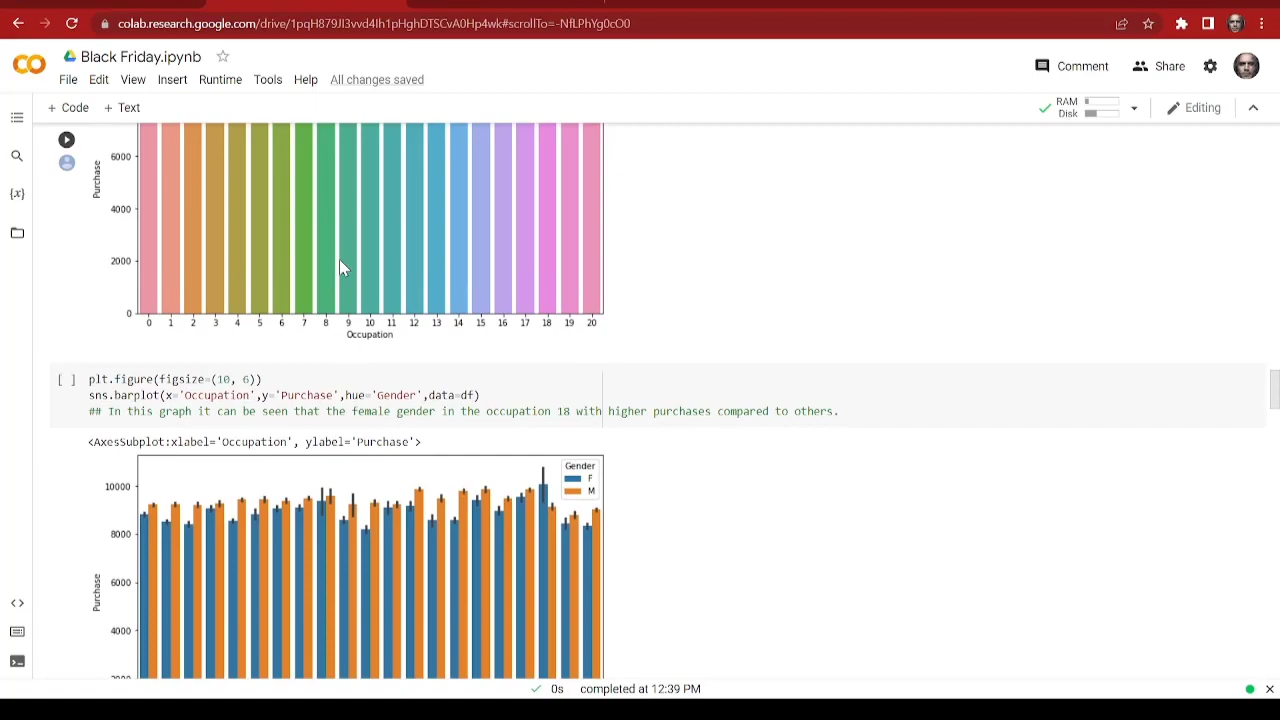 colab.research.google.com/drive/1pqH879JI3vvd4Ih1pHghDTSCvA0Hp4wk#scrollTo=-NfLPhYg0cO0
Black Friday.ipynb
Comment
Share
File Edit View Insert Runtime Tools Help All changes saved
+ Code + Text
RAM
Disk
Editing
6000
4000
2000
0
Purchase
0 1 2 3 4 5 6 7 8 9 10 11 12 13 14 15 16 17 18 19 20
Occupation
[ ] plt.figure(figsize=(10, 6))
sns.barplot(x='Occupation',y='Purchase',hue='Gender',data=df)
## In this graph it can be seen that the female gender in the occupation 18 with higher purchases compared to others.
<AxesSubplot:xlabel='Occupation', ylabel='Purchase'>
Gender
F
M
10000
8000
6000
4000
2000
Purchase
0s completed at 12:39 PM